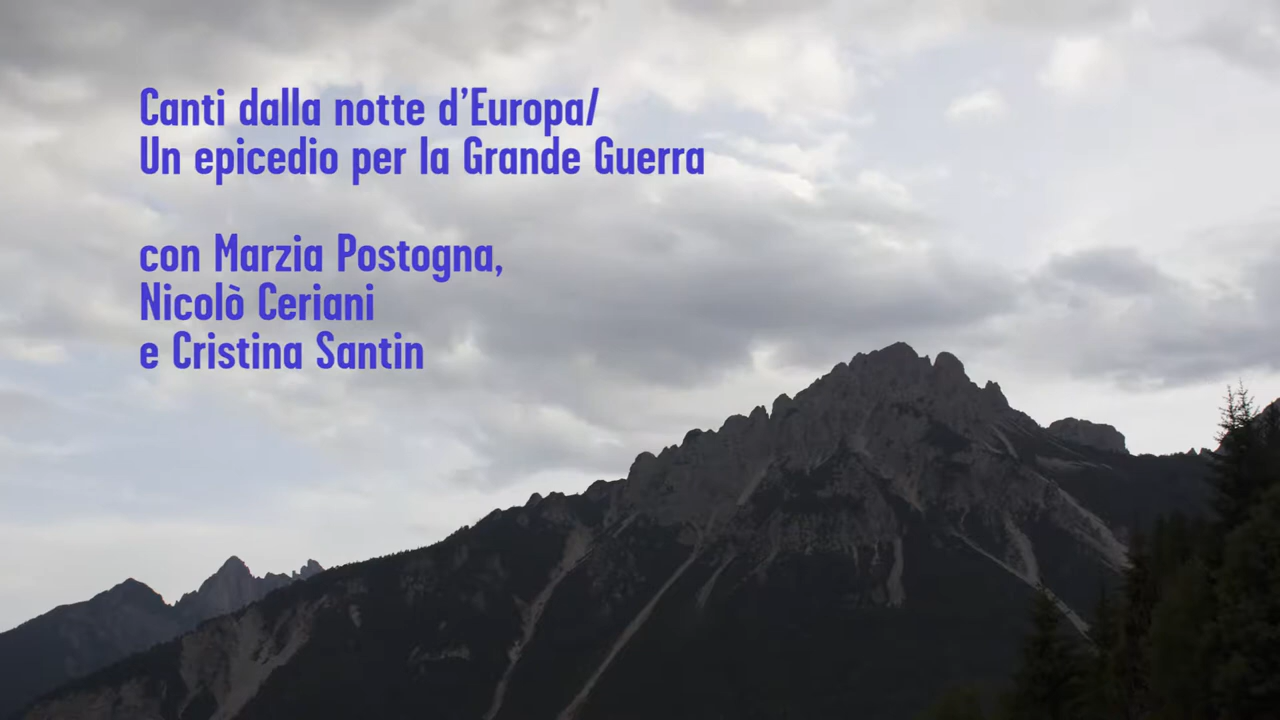 Canti dalla notte d’Europa/
Un epicedio per la Grande Guerra
con Marzia Postogna,
Nicolò Ceriani
e Cristina Santin